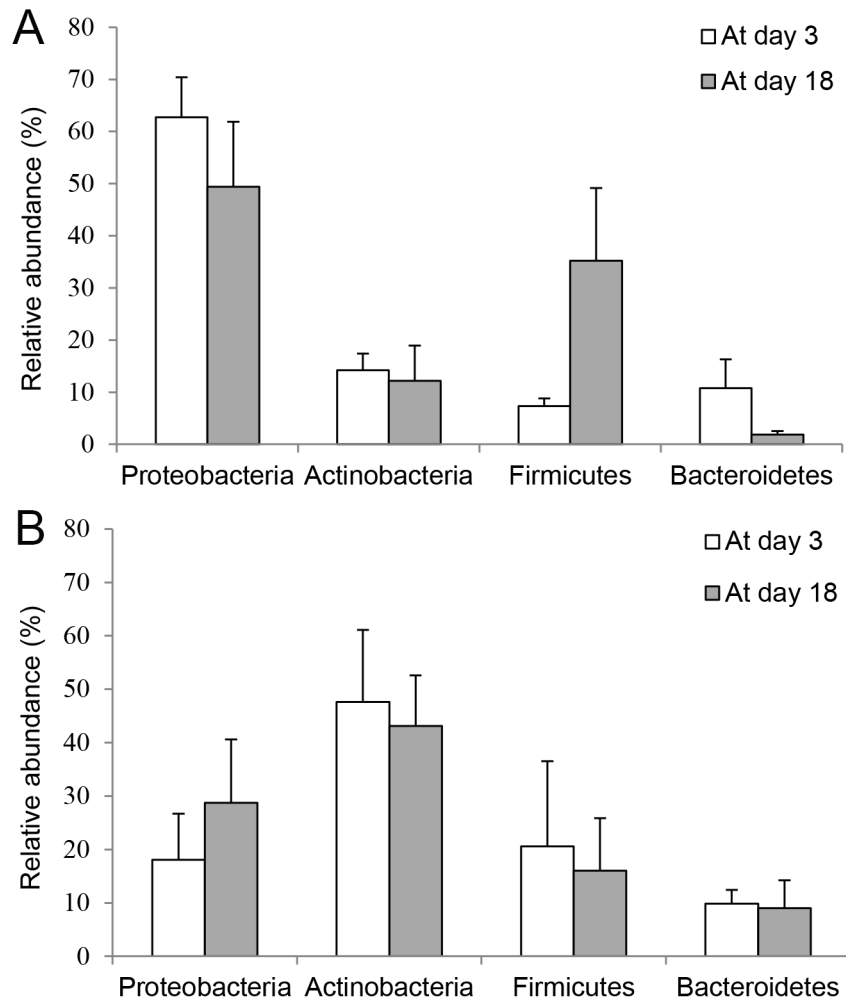 A
80
70
60
50
40
30
20
10
0
Relative abundance (%)
At day 3
At day 18
Proteobacteria Actinobacteria Firmicutes Bacteroidetes
B
80
70
60
50
40
30
20
10
0
Relative abundance (%)
At day 3
At day 18
Proteobacteria Actinobacteria Firmicutes Bacteroidetes